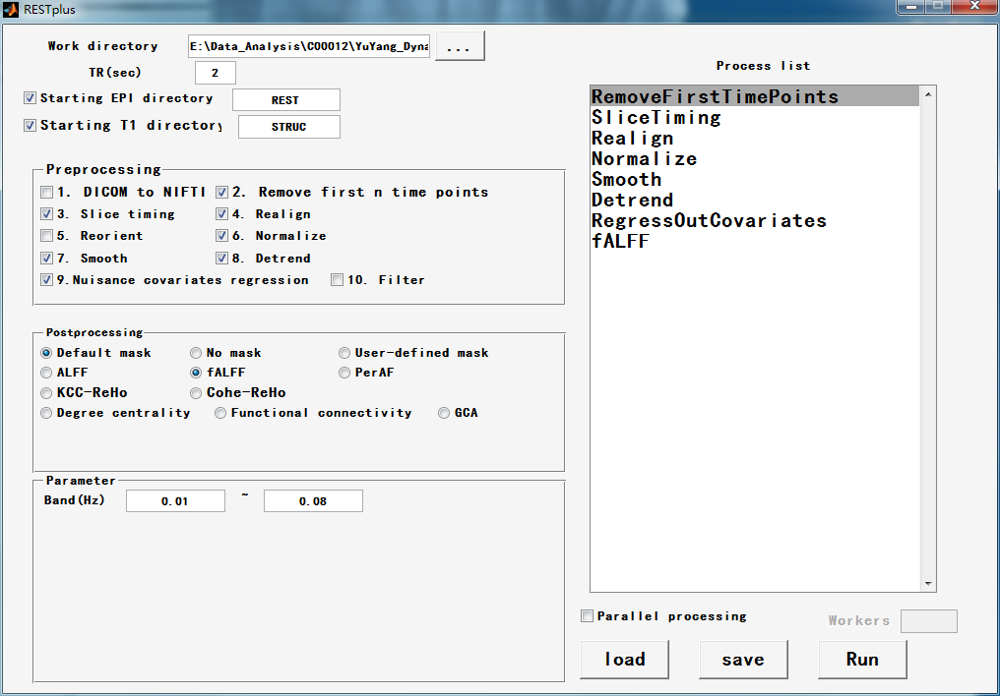 RESTplus
Work directory E:\Data_Analysis\C00012\YuYang_Dyna ...
TR(sec) 2
Starting EPI directory REST
Starting T1 directory STRUC
Preprocessing
1. DICOM to NIFTI 2. Remove first n time points
3. Slice timing 4. Realign
5. Reorient 6. Normalize
7. Smooth 8. Detrend
9.Nuisance covariates regression 10. Filter
Postprocessing
Default mask No mask User-defined mask
ALFF fALFF PerAF
KCC-ReHo Cohe-ReHo
Degree centrality Functional connectivity GCA
Parameter
Band(Hz) 0.01 ~ 0.08
Process list
RemoveFirstTimePoints
SliceTiming
Realign
Normalize
Smooth
Detrend
RegressOutCovariates
fALFF
Parallel processing Workers
load save Run